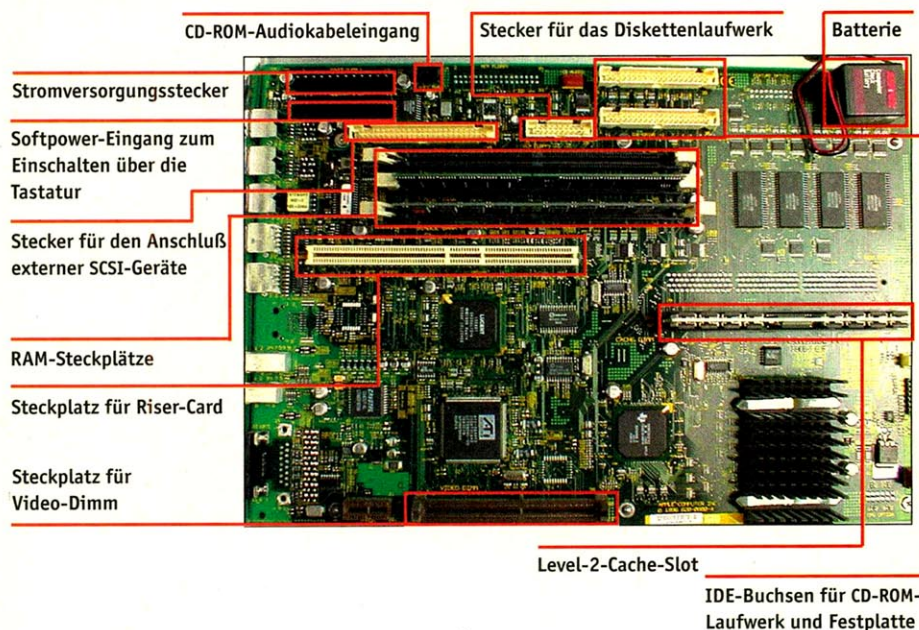 CD-ROM-Audiokabeleingang
Stecker für das Diskettenlaufwerk
Batterie
Stromversorgungsstecker
Softpower-Eingang zum
Einschalten über die
Tastatur
Stecker für den Anschluß
externer SCSI-Geräte
RAM-Steckplätze
Steckplatz für Riser-Card
Steckplatz für
Video-Dimm
Level-2-Cache-Slot
IDE-Buchsen für CD-ROM-
Laufwerk und Festplatte
ATI